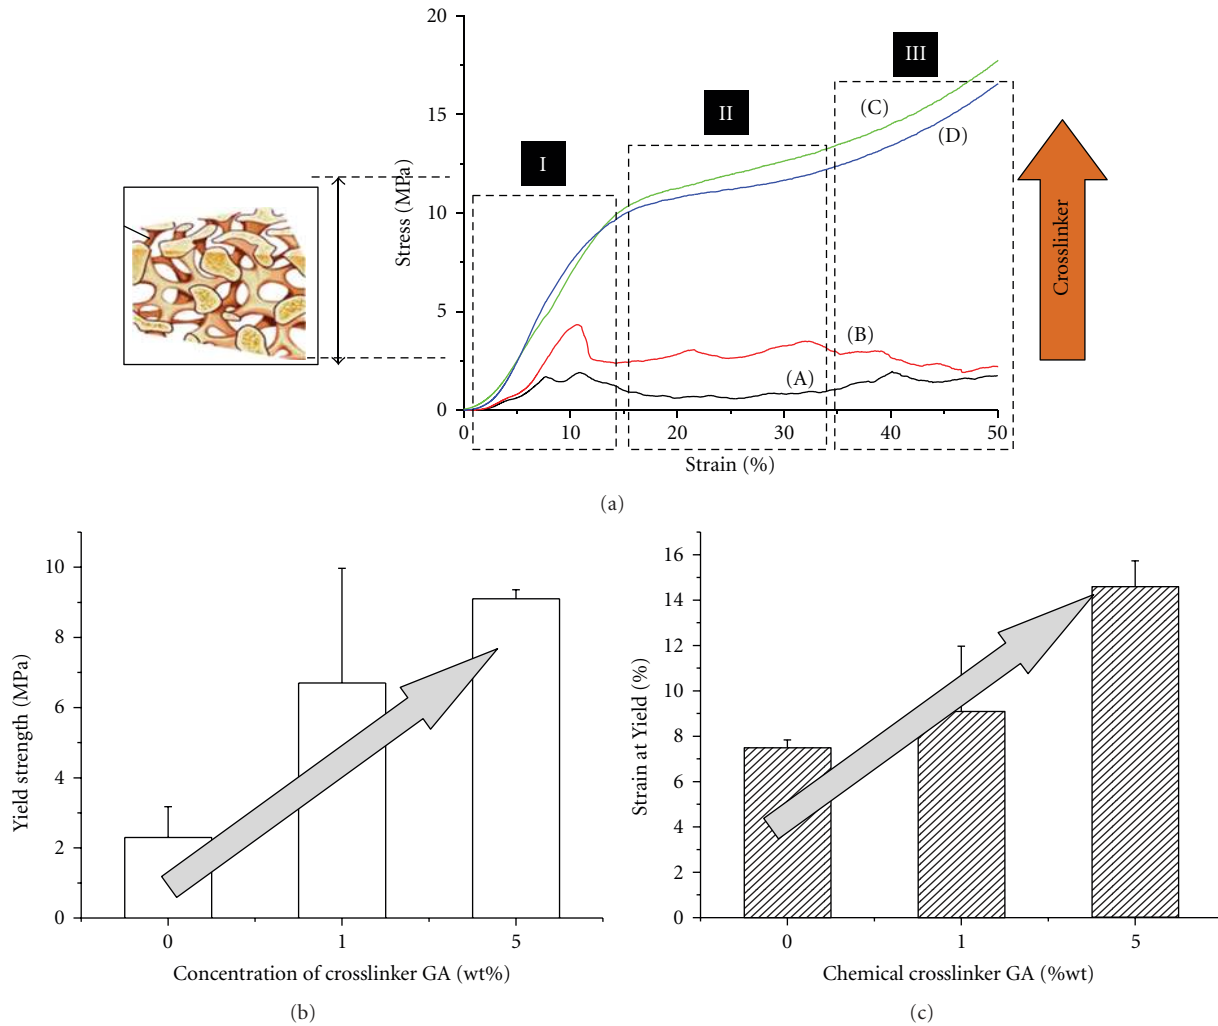 20
15
10
5
0
Stress (MPa)
I
II
III
(C)
(D)
(B)
(A)
Crosslinker
0 10 20 30 40 50
Strain (%)
(a)
10
8
6
4
2
0
Yield strength (MPa)
0 1 5
Concentration of crosslinker GA (wt%)
(b)
16
14
12
10
8
6
4
2
0
Strain at Yield (%)
0 1 5
Chemical crosslinker GA (%wt)
(c)